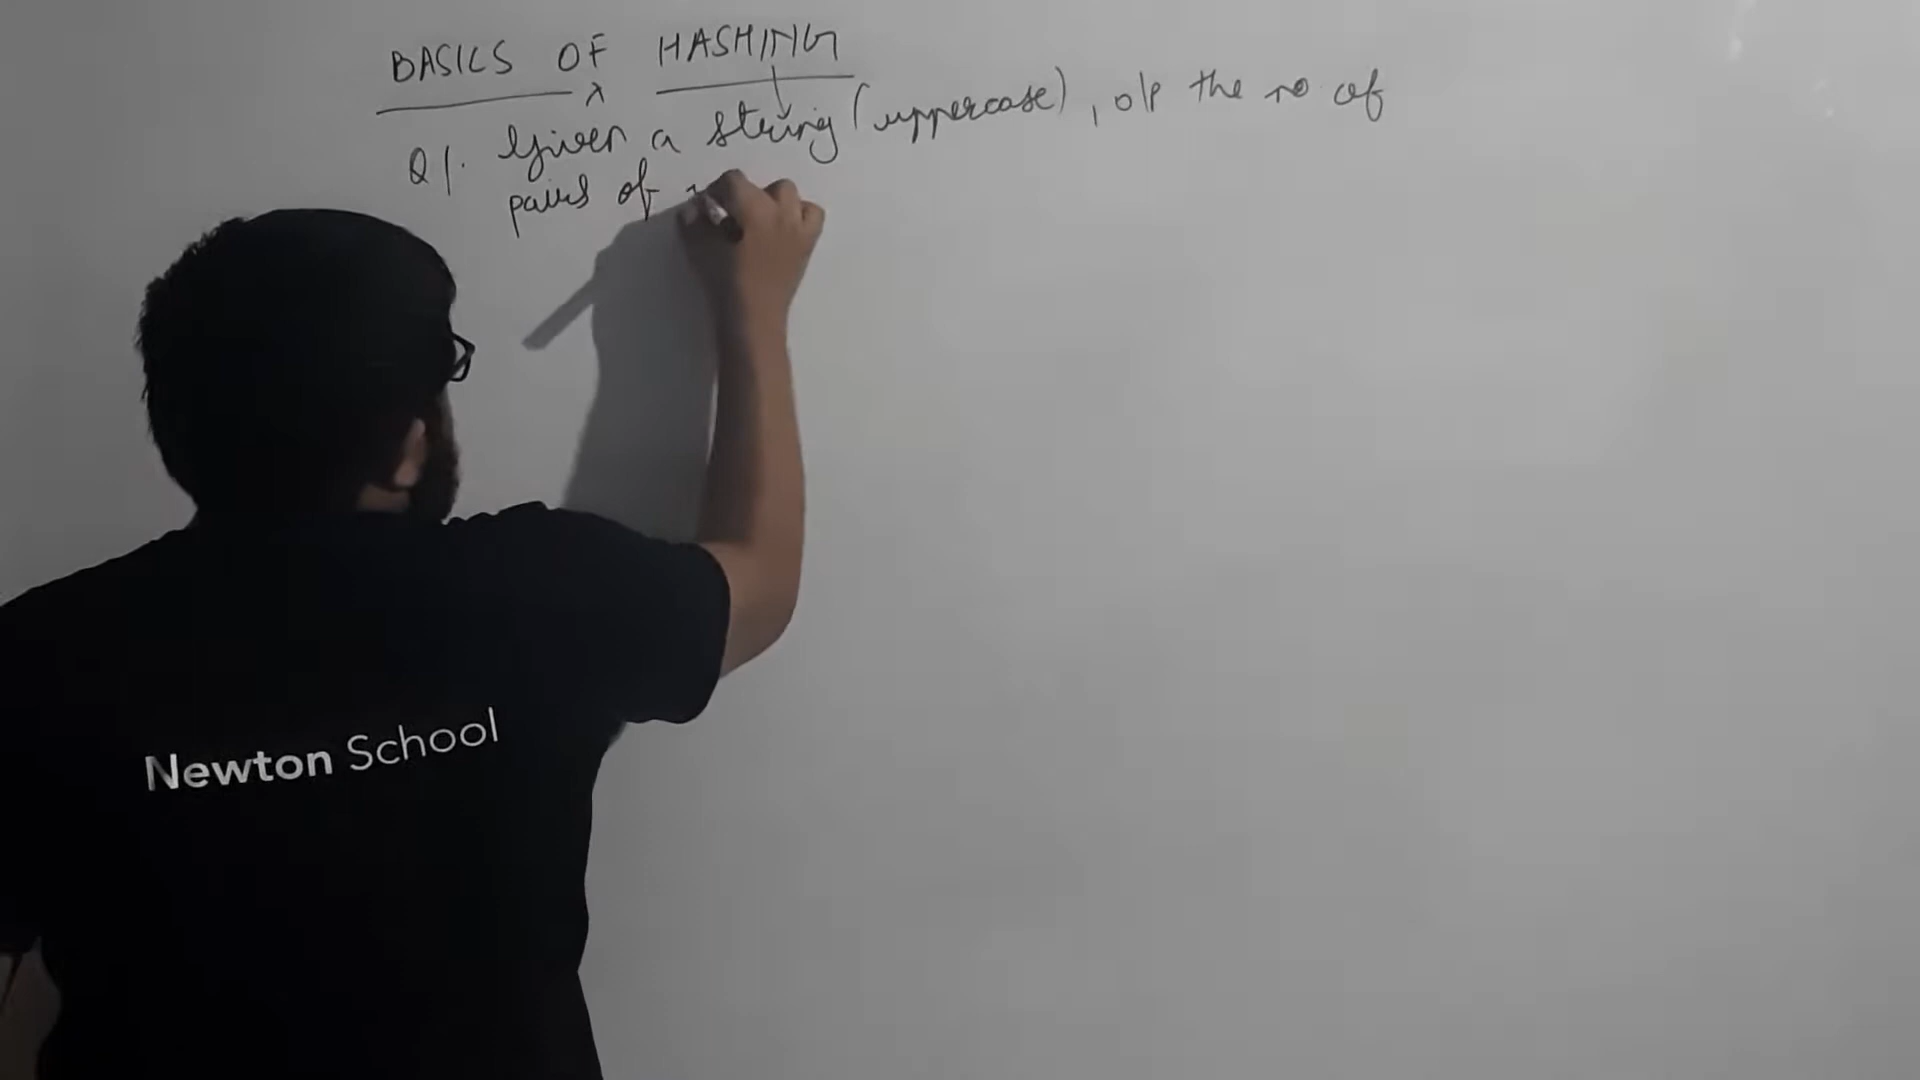 BASICS OF HASHING
Q1. Given a string (uppercase), o/p the no of
pairs of
Newton School